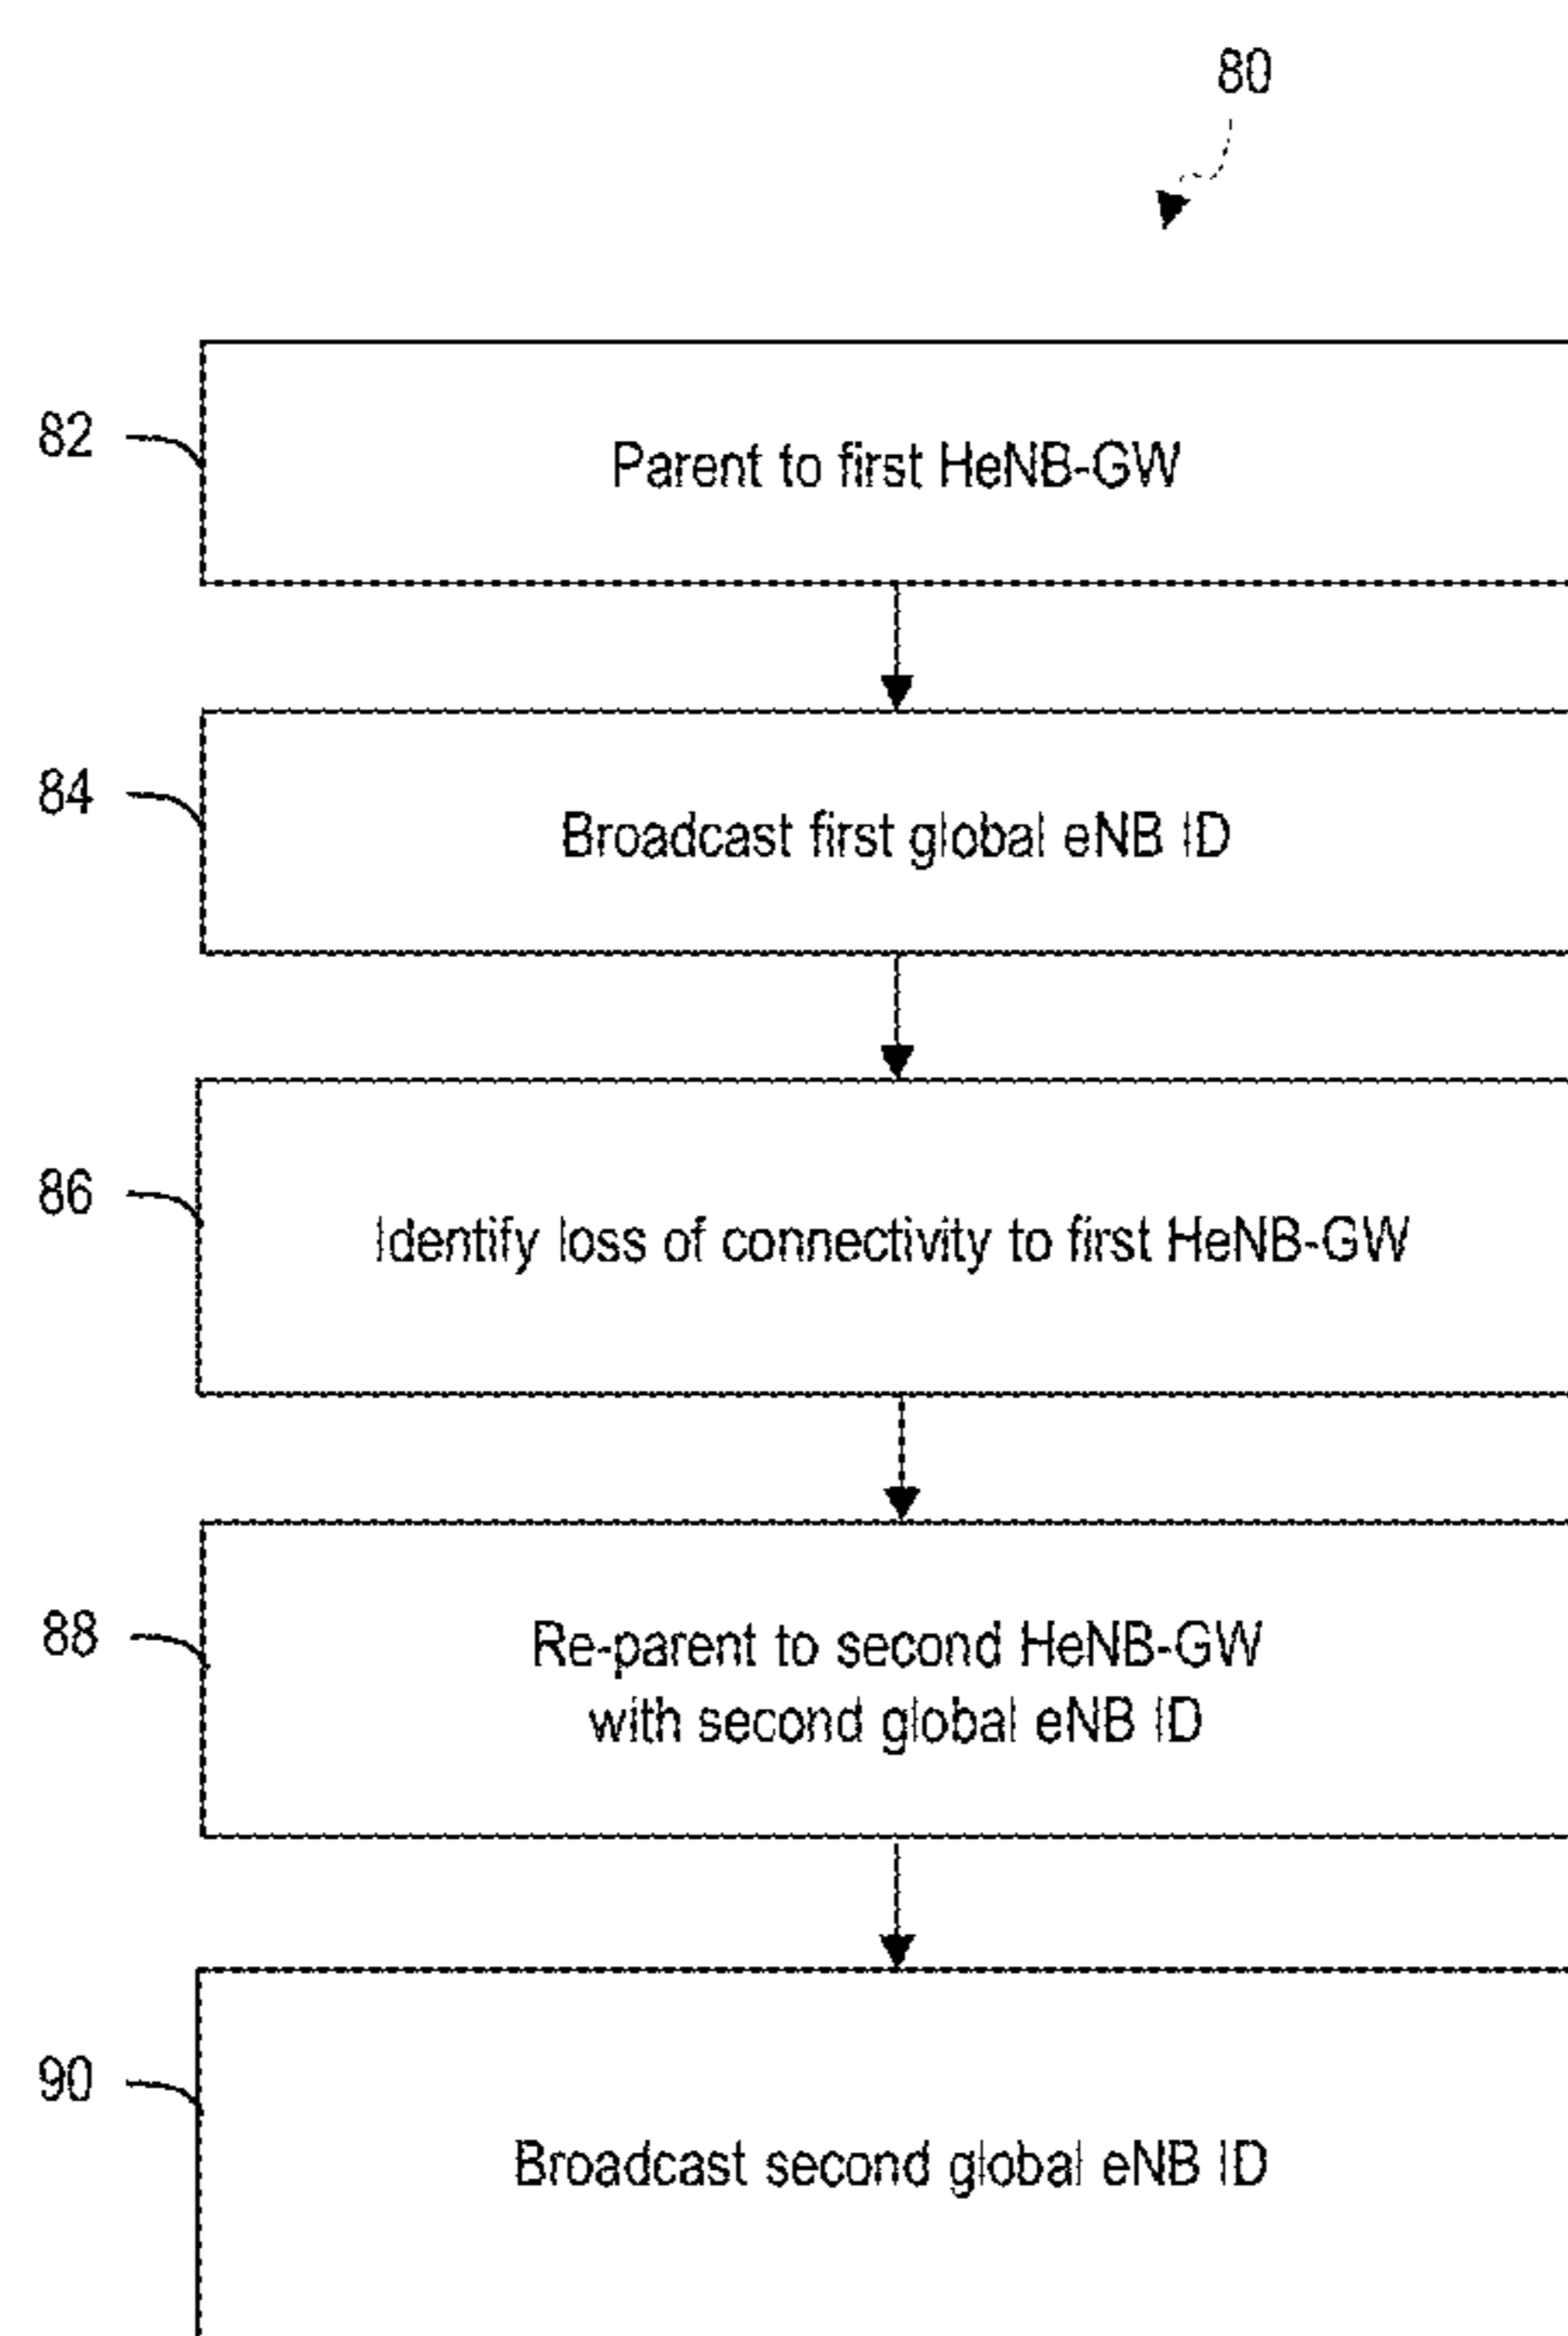 80
82
Parent to first HeNB-GW
84
Broadcast first global eNB ID
86
Identify loss of connectivity to first HeNB-GW
88
Re-parent to second HeNB-GW
with second global eNB ID
90
Broadcast second global eNB ID